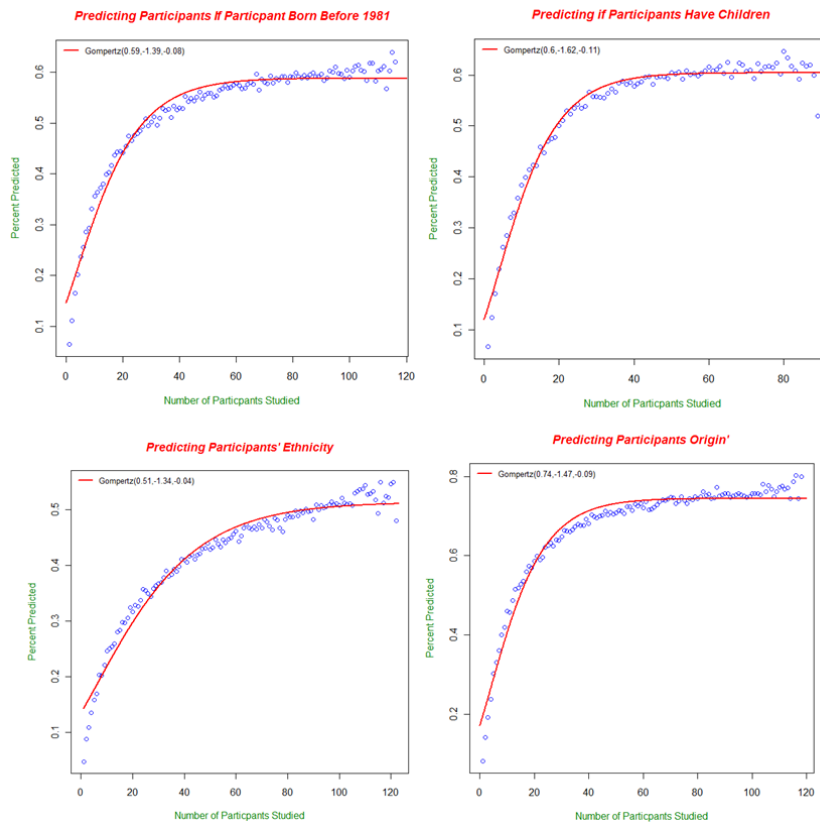 Predicting Participants If Partcpant Born Before 1981
Gompertz(0.59,-1.39,-0.08)
Percent Predicted
0.6
0.5
0.4
0.3
0.2
0.1
0 20 40 60 80 100 120
Number of Particpants Studied
Predicting if Participants Have Children
Gompertz(0.6,-1.62,-0.11)
Percent Predicted
0.6
0.5
0.4
0.3
0.2
0.1
0 20 40 60 80
Number of Particpants Studied
Predicting Participants' Ethnicity
Gompertz(0.51,-1.34,-0.04)
Percent Predicted
0.5
0.4
0.3
0.2
0.1
0 20 40 60 80 100 120
Number of Particpants Studied
Predicting Participants Origin'
Gompertz(0.74,-1.47,-0.09)
Percent Predicted
0.8
0.6
0.4
0.2
0 20 40 60 80 100 120
Number of Particpants Studied